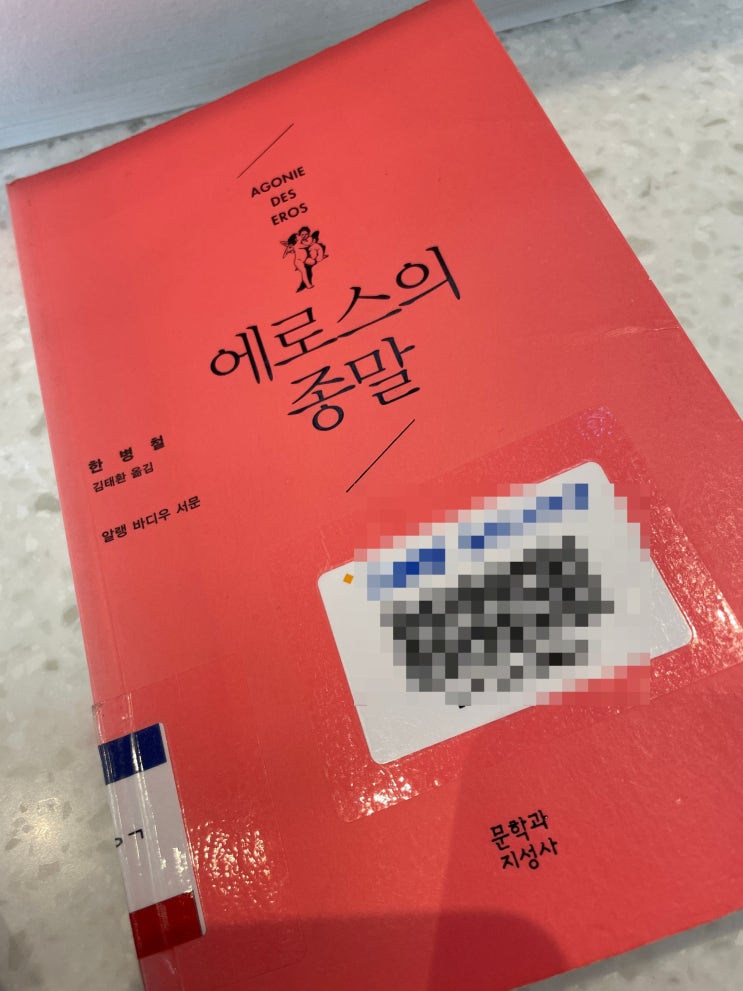 AGONIE
DES
EROS
에로스의
종말
한병철
김태환 옮김
알랭 바디우 서문
문학과
지성사